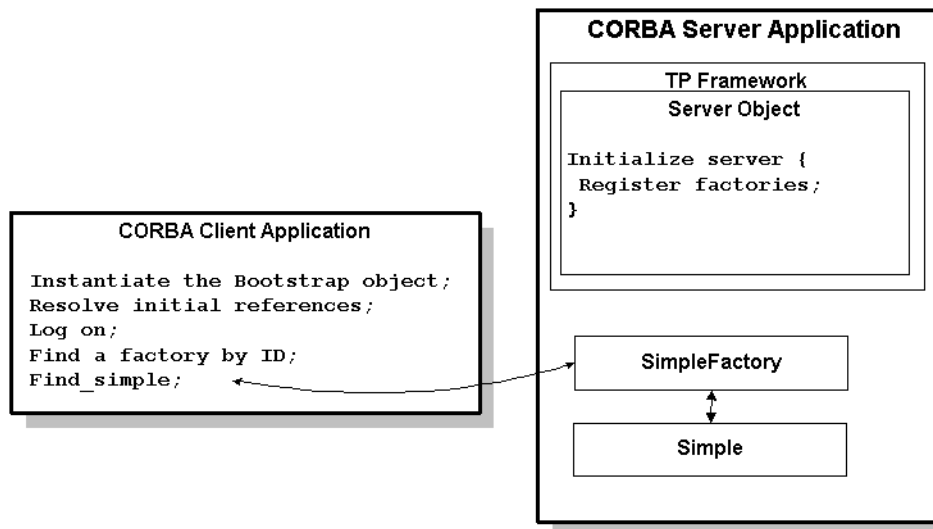 CORBA Server Application
TP Framework
Server Object
Initialize server {
Register factories;
}
CORBA Client Application
Instantiate the Bootstrap object;
Resolve initial references;
Log on;
Find a factory by ID;
Find_simple;
SimpleFactory
Simple